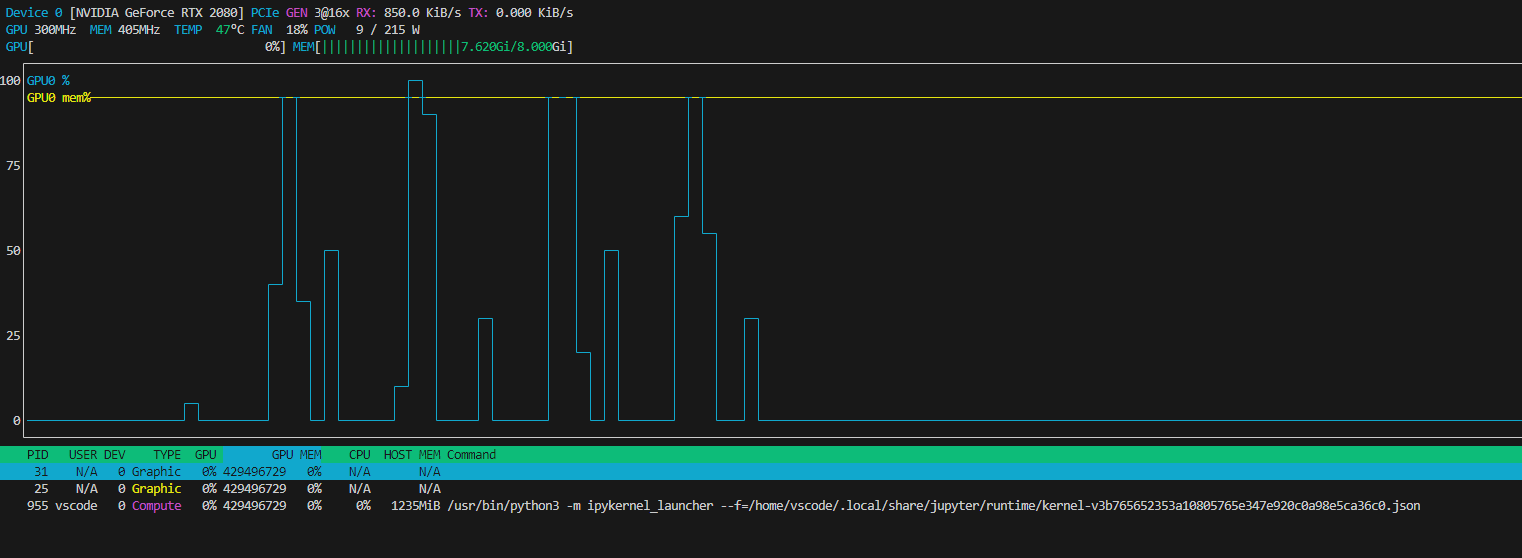 Device 0 [NVIDIA GeForce RTX 2080] PCIe GEN 3@16x RX: 850.0 KiB/s TX: 0.000 KiB/s
GPU 300MHz MEM 405MHz TEMP 47°C FAN 18% POW 9 / 215 W
GPU[ 0%] MEM[||||||||||||||||||||7.620Gi/8.000Gi]
100 GPU0 %
GPU0 mem%
75
50
25
0
PID USER DEV TYPE GPU GPU MEM CPU HOST MEM Command
31 N/A 0 Graphic 0% 429496729 0% N/A N/A
25 N/A 0 Graphic 0% 429496729 0% N/A N/A
955 vscode 0 Compute 0% 429496729 0% 0% 1235MiB /usr/bin/python3 -m ipykernel_launcher --f=/home/vscode/.local/share/jupyter/runtime/kernel-v3b765652353a10805765e347e920c0a98e5ca36c0.json